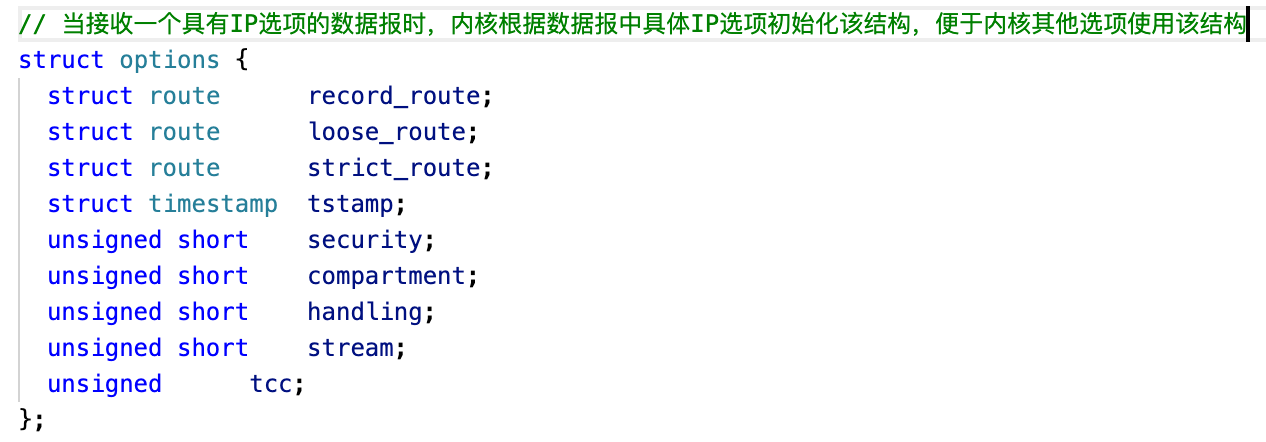 // 当接收一个具有IP选项的数据报时，内核根据数据报中具体IP选项初始化该结构，便于内核其他选项使用该结构
struct options {
  struct route      record_route;
  struct route      loose_route;
  struct route      strict_route;
  struct timestamp  tstamp;
  unsigned short    security;
  unsigned short    compartment;
  unsigned short    handling;
  unsigned short    stream;
  unsigned      tcc;
};